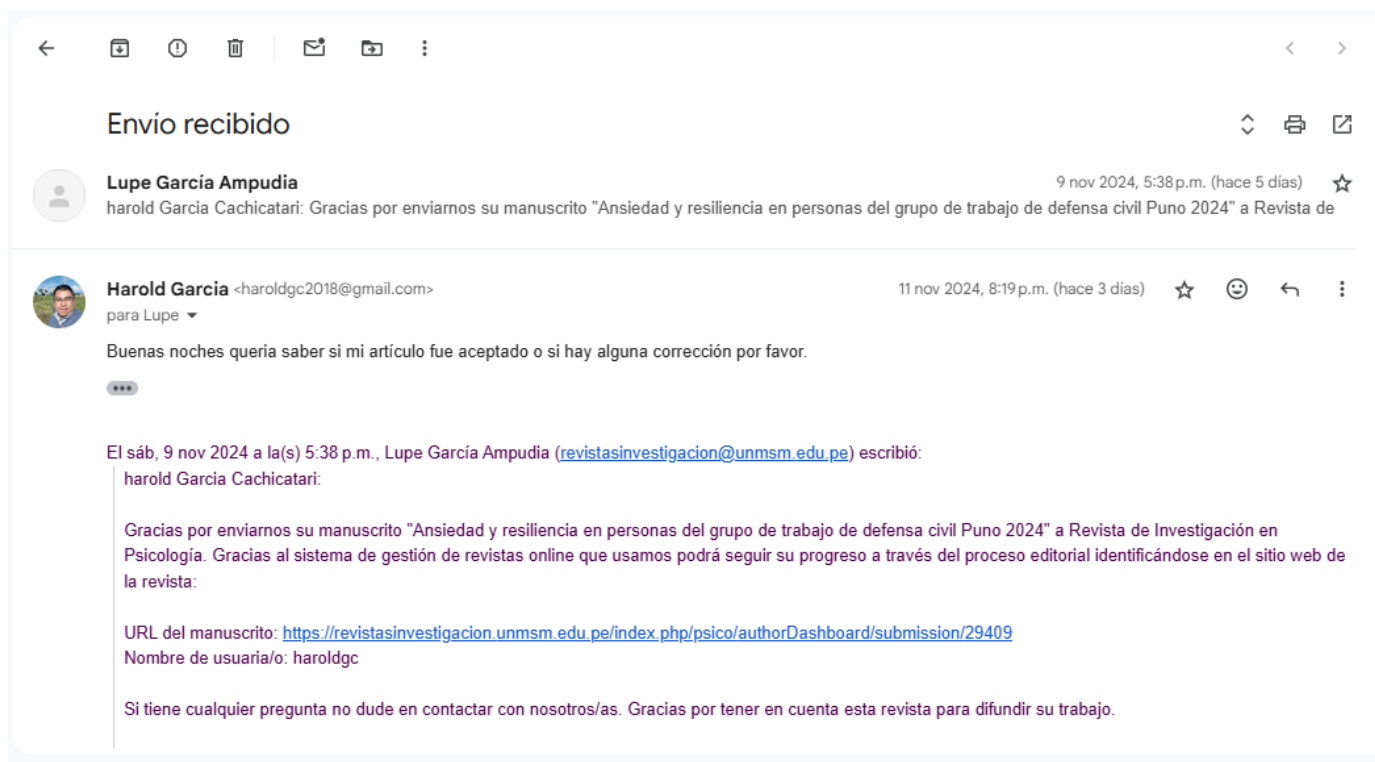 Envío recibido
Lupe García Ampudia
9 nov 2024, 5:38 p.m. (hace 5 días)
harold Garcia Cachicatari: Gracias por enviarnos su manuscrito "Ansiedad y resiliencia en personas del grupo de trabajo de defensa civil Puno 2024" a Revista de
Harold Garcia <haroldgc2018@gmail.com>
11 nov 2024, 8:19 p.m. (hace 3 días)
para Lupe
Buenas noches queria saber si mi artículo fue aceptado o si hay alguna corrección por favor.
El sáb, 9 nov 2024 a la(s) 5:38 p.m., Lupe García Ampudia (revistasinvestigacion@unmsm.edu.pe) escribió:
harold Garcia Cachicatari:
Gracias por enviarnos su manuscrito "Ansiedad y resiliencia en personas del grupo de trabajo de defensa civil Puno 2024" a Revista de Investigación en
Psicología. Gracias al sistema de gestión de revistas online que usamos podrá seguir su progreso a través del proceso editorial identificándose en el sitio web de
la revista:
URL del manuscrito: https://revistasinvestigacion.unmsm.edu.pe/index.php/psico/authorDashboard/submission/29409
Nombre de usuaria/o: haroldgc
Si tiene cualquier pregunta no dude en contactar con nosotros/as. Gracias por tener en cuenta esta revista para difundir su trabajo.